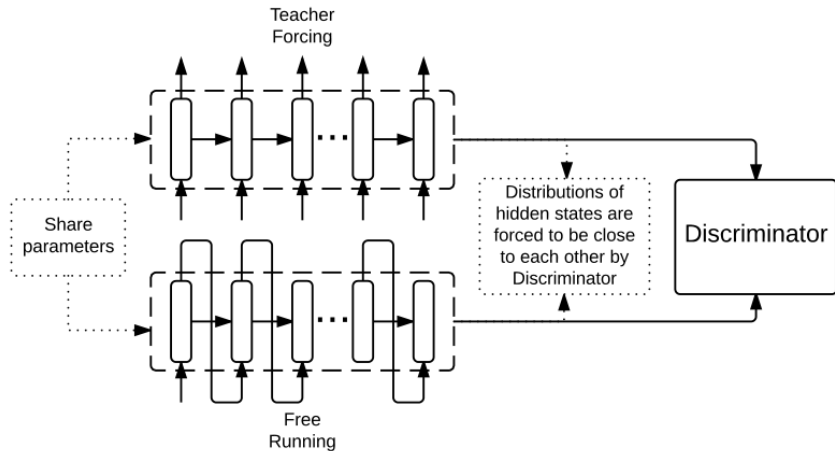 Teacher
Forcing
Share
parameters
Distributions of
hidden states are
forced to be close
to each other by
Discriminator
Discriminator
Free
Running